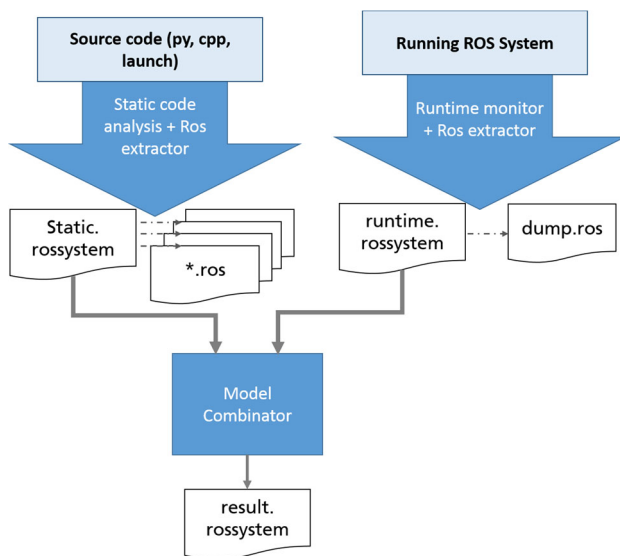 Source code (py, cpp,
launch)
Running ROS System
Static code
analysis + Ros
extractor
Runtime monitor
+ Ros extractor
Static.
rossystem
*.ros
runtime.
rossystem
dump.ros
Model
Combinator
result.
rossystem